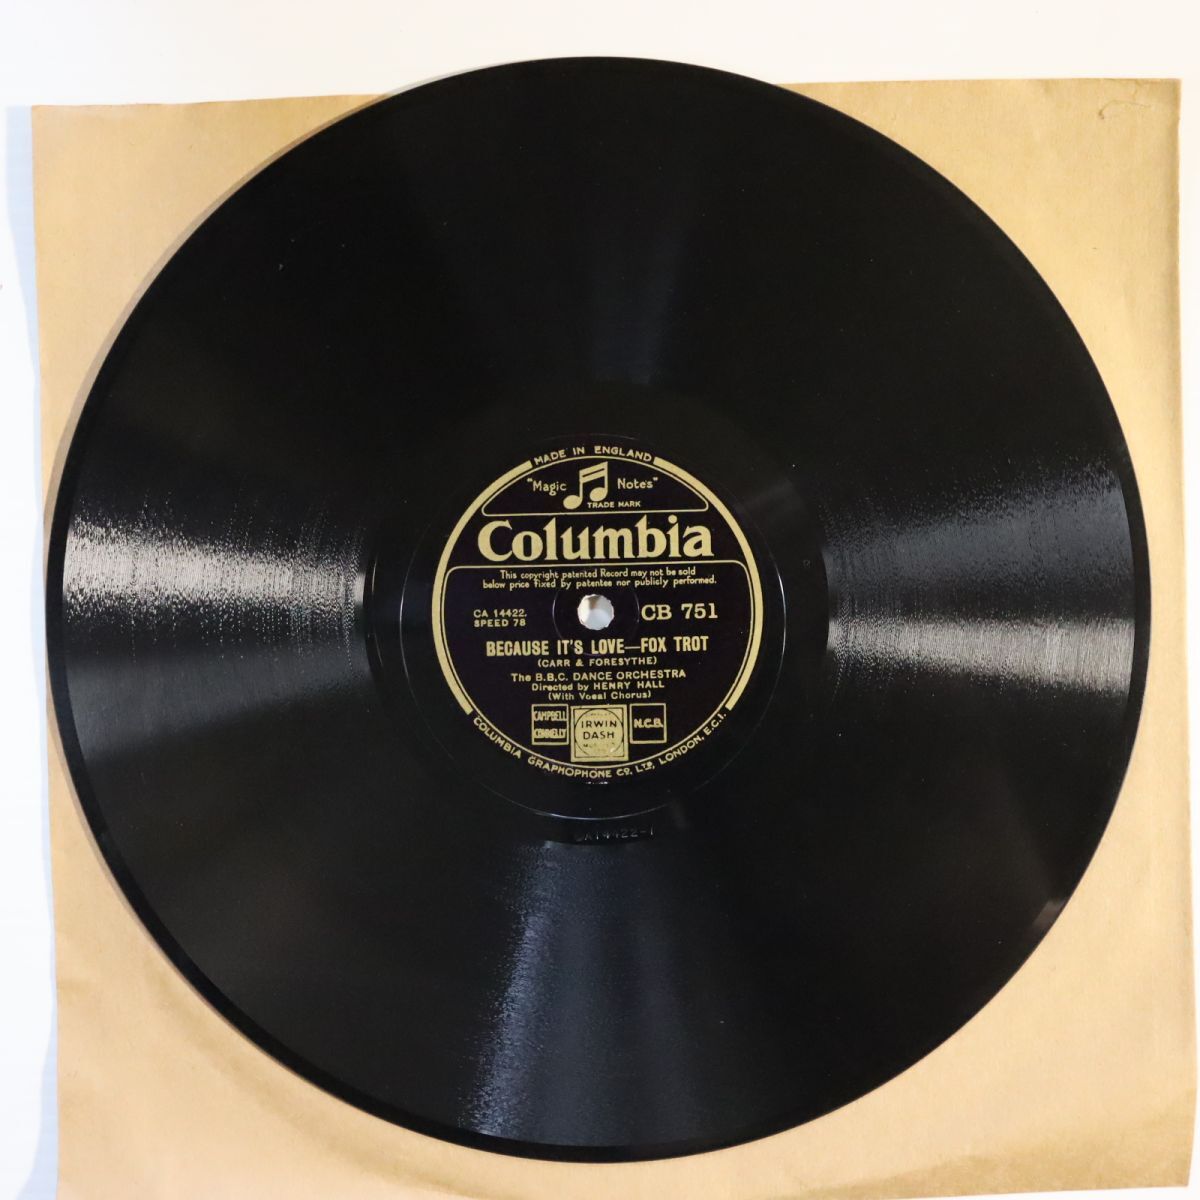 MADE IN ENGLAND
"Magic Notes"
TRADE MARK
Columbia
This copyright patented Record may not be sold
below price fixed by patentee nor publicly performed.
CA 14422.
SPEED 78
CB 751
BECAUSE IT'S LOVE—FOX TROT
(CARR & FORESYTHE)
The B.B.C. DANCE ORCHESTRA
Directed by HENRY HALL
(With Vocal Chorus)
CAMPBELL
CONNELLY
IRWIN
DASH
N.C.B.
COLUMBIA GRAPHOPHONE CO. LTD. LONDON, E.C.1.
CA14422-1